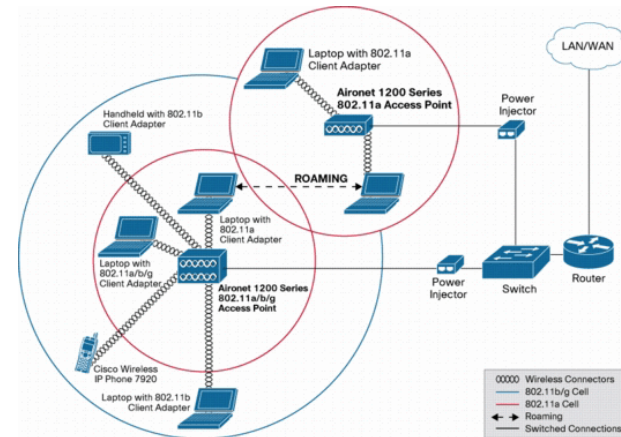 LAN/WAN
Laptop with 802.11a
Client Adapter
Aironet 1200 Series
802.11a Access Point
Power
Injector
Handheld with 802.11b
Client Adapter
ROAMING
Laptop with
802.11a
Client Adapter
Laptop with
802.11a/b/g
Client Adapter
Aironet 1200 Series
802.11a/b/g
Access Point
Power
Injector
Switch
Router
Cisco Wireless
IP Phone 7920
Laptop with 802.11b
Client Adapter
Wireless Connectors
802.11b/g Cell
802.11a Cell
Roaming
Switched Connections